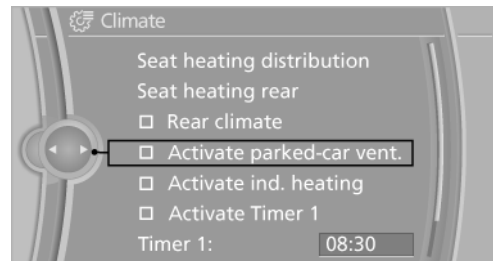 Climate
Seat heating distribution
Seat heating rear
Rear climate
Activate parked-car vent.
Activate ind. heating
Activate Timer 1
Timer 1: 08:30